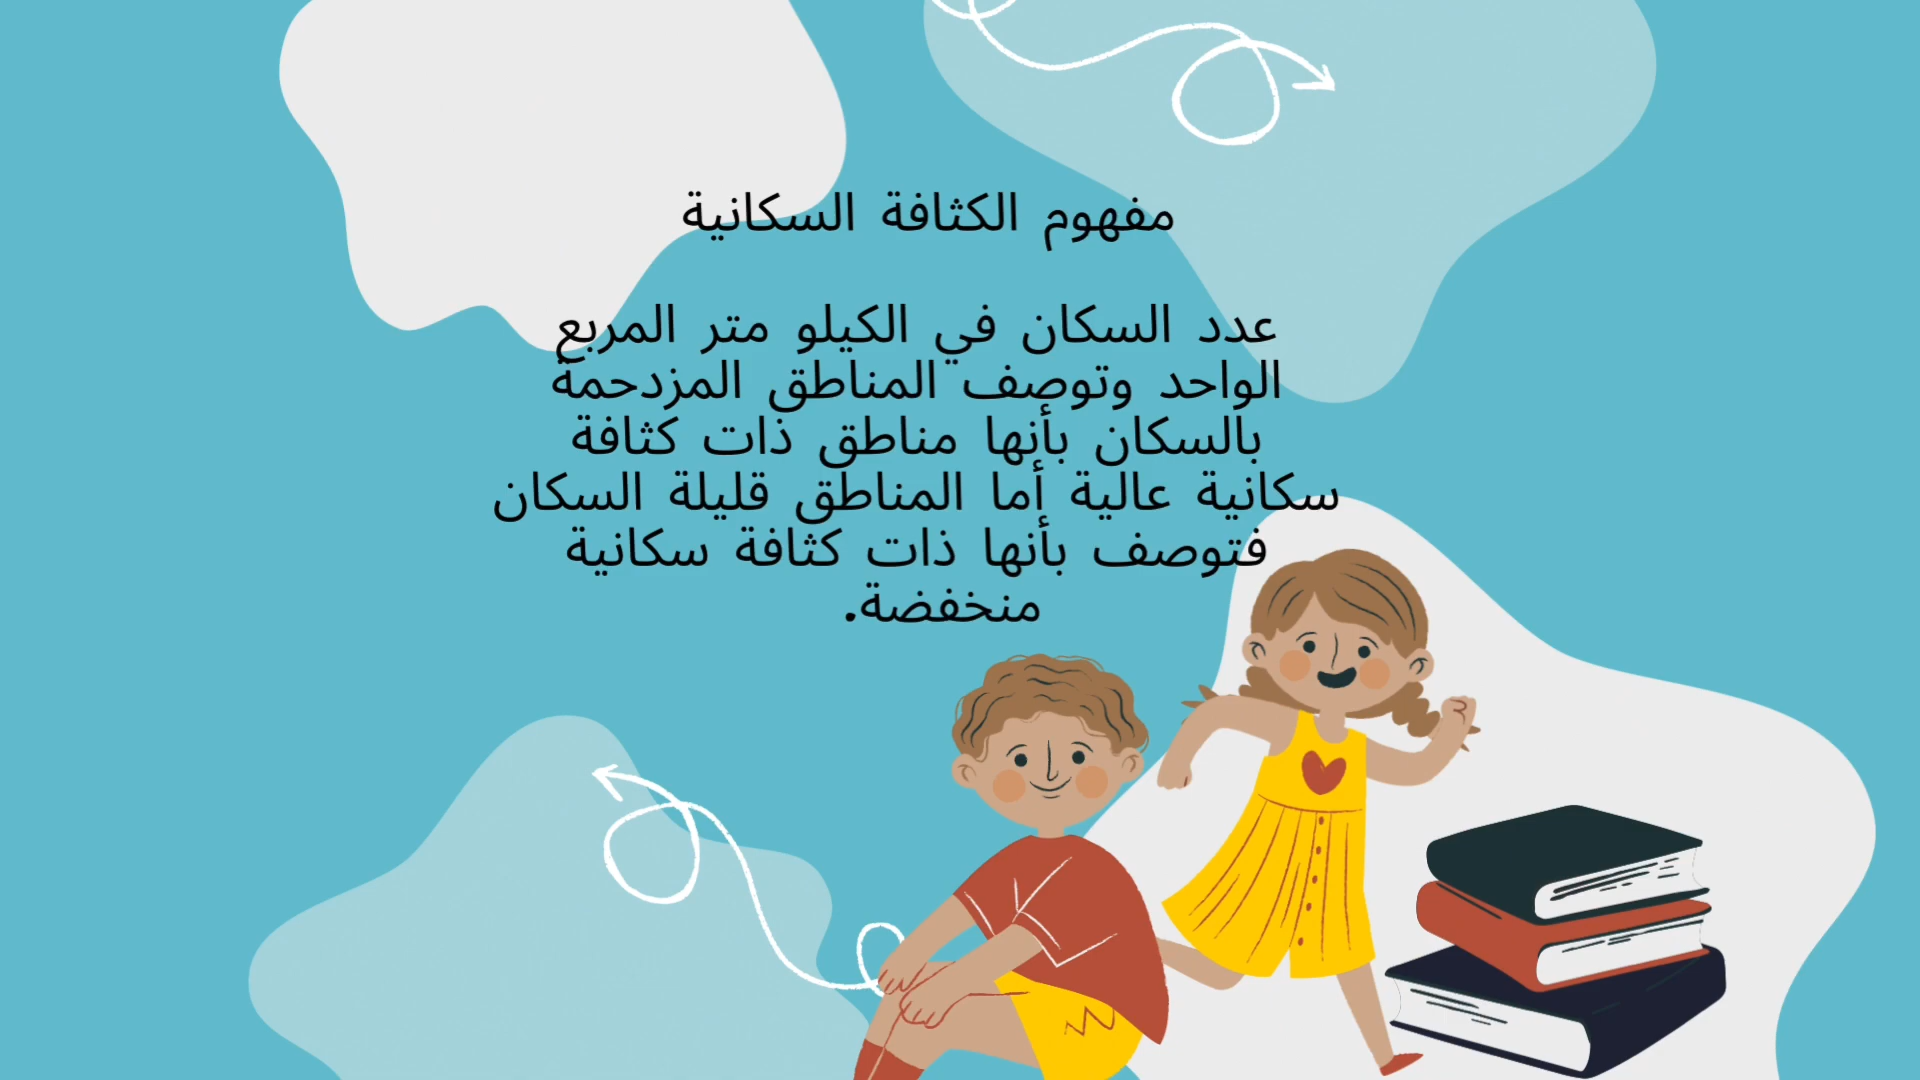 مفهوم الكثافة السكانية
عدد السكان في الكيلو متر المربع
الواحد وتوصف المناطق المزدحمة
بالسكان بأنها مناطق ذات كثافة
سكانية عالية أما المناطق قليلة السكان
فتوصف بأنها ذات كثافة سكانية
منخفضة.